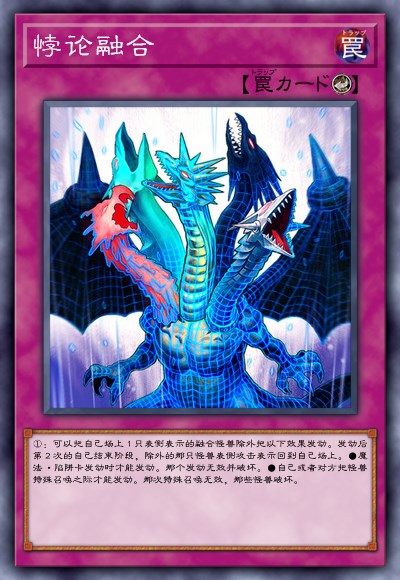 悖论融合
トラップ
罠
トラップ
【罠カード】
①：可以把自己场上１只表侧表示的融合怪兽除外把以下效果发动。发动后
第２次的自己结束阶段，除外的那只怪兽表侧攻击表示回到自己场上。●魔
法·陷阱卡发动时才能发动。那个发动无效并破坏。●自己或者对方把怪兽
特殊召唤之际才能发动。那次特殊召唤无效，那些怪兽破坏。